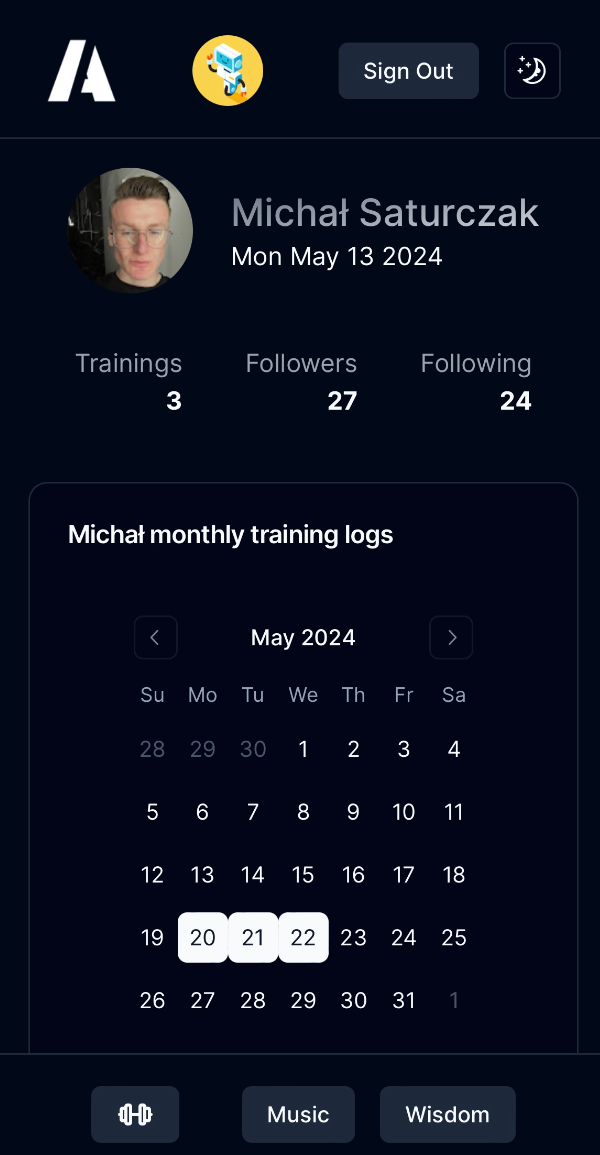 Sign Out
Michał Saturczak
Mon May 13 2024
Trainings Followers Following
3 27 24
Michał monthly training logs
May 2024
Su Mo Tu We Th Fr Sa
28 29 30 1 2 3 4
5 6 7 8 9 10 11
12 13 14 15 16 17 18
19 20 21 22 23 24 25
26 27 28 29 30 31 1
Music Wisdom